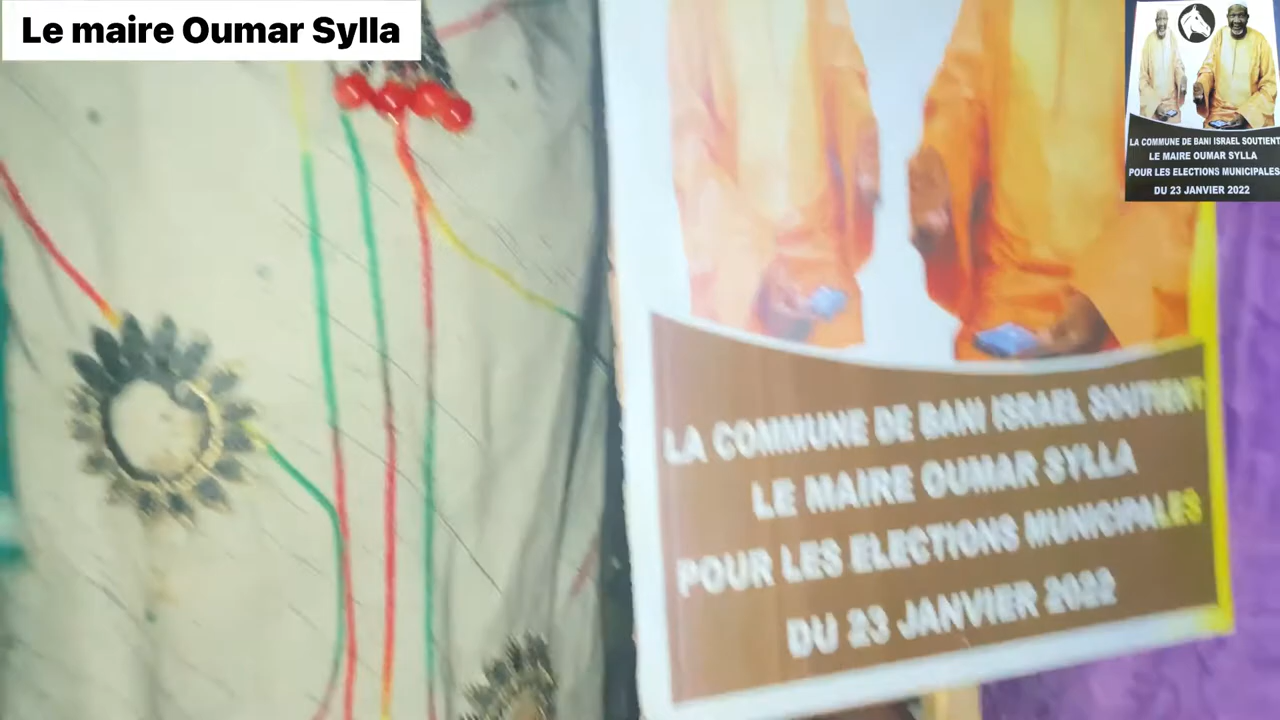 Le maire Oumar Sylla
LA COMMUNE DE BANI ISRAEL SOUTIENT
LE MAIRE OUMAR SYLLA
POUR LES ELECTIONS MUNICIPALES
DU 23 JANVIER 2022
LA COMMUNE DE BANI ISRAEL SOUTIENT
LE MAIRE OUMAR SYLLA
POUR LES ELECTIONS MUNICIPALES
DU 23 JANVIER 2022